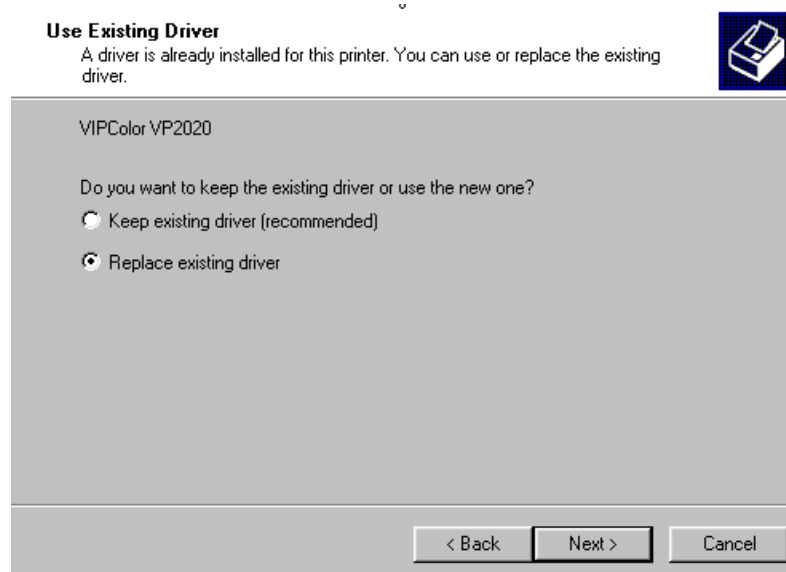 Use Existing Driver
A driver is already installed for this printer. You can use or replace the existing
driver.
VIPColor VP2020
Do you want to keep the existing driver or use the new one?
Keep existing driver (recommended)
Replace existing driver
< Back
Next >
Cancel